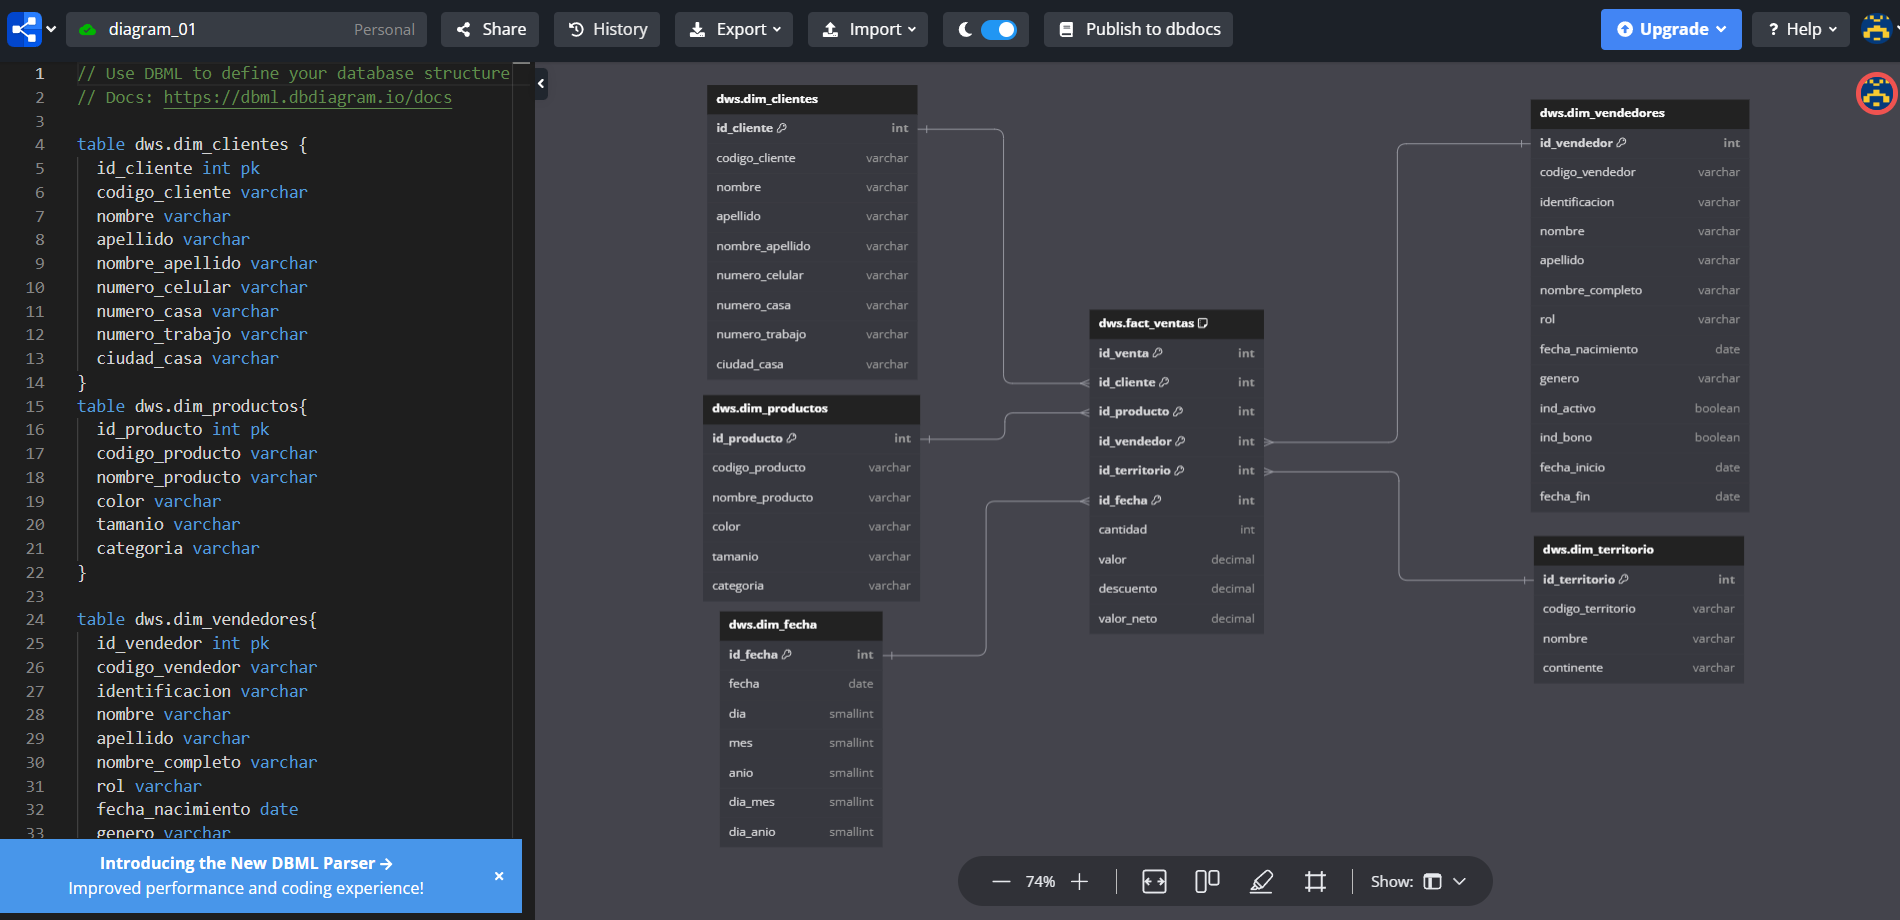 diagram_01
Personal
Share
History
Export
Import
Publish to dbdocs
Upgrade
? Help
1 // Use DBML to define your database structure
2 // Docs: https://dbml.dbdiagram.io/docs
3
4 table dws.dim_clientes {
5 id_cliente int pk
6 codigo_cliente varchar
7 nombre varchar
8 apellido varchar
9 nombre_apellido varchar
10 numero_celular varchar
11 numero_casa varchar
12 numero_trabajo varchar
13 ciudad_casa varchar
14 }
15 table dws.dim_productos{
16 id_producto int pk
17 codigo_producto varchar
18 nombre_producto varchar
19 color varchar
20 tamanio varchar
21 categoria varchar
22 }
23
24 table dws.dim_vendedores{
25 id_vendedor int pk
26 codigo_vendedor varchar
27 identificacion varchar
28 nombre varchar
29 apellido varchar
30 nombre_completo varchar
31 rol varchar
32 fecha_nacimiento date
33 genero varchar
Introducing the New DBML Parser →
Improved performance and coding experience!
×
dws.dim_clientes
id_cliente int
codigo_cliente varchar
nombre varchar
apellido varchar
nombre_apellido varchar
numero_celular varchar
numero_casa varchar
numero_trabajo varchar
ciudad_casa varchar
dws.dim_productos
id_producto int
codigo_producto varchar
nombre_producto varchar
color varchar
tamanio varchar
categoria varchar
dws.dim_fecha
id_fecha int
fecha date
dia smallint
mes smallint
anio smallint
dia_mes smallint
dia_anio smallint
dws.fact_ventas
id_venta int
id_cliente int
id_producto int
id_vendedor int
id_territorio int
id_fecha int
cantidad int
valor decimal
descuento decimal
valor_neto decimal
dws.dim_vendedores
id_vendedor int
codigo_vendedor varchar
identificacion varchar
nombre varchar
apellido varchar
nombre_completo varchar
rol varchar
fecha_nacimiento date
genero varchar
ind_activo boolean
ind_bono boolean
fecha_inicio date
fecha_fin date
dws.dim_territorio
id_territorio int
codigo_territorio varchar
nombre varchar
continente varchar
74%
Show: